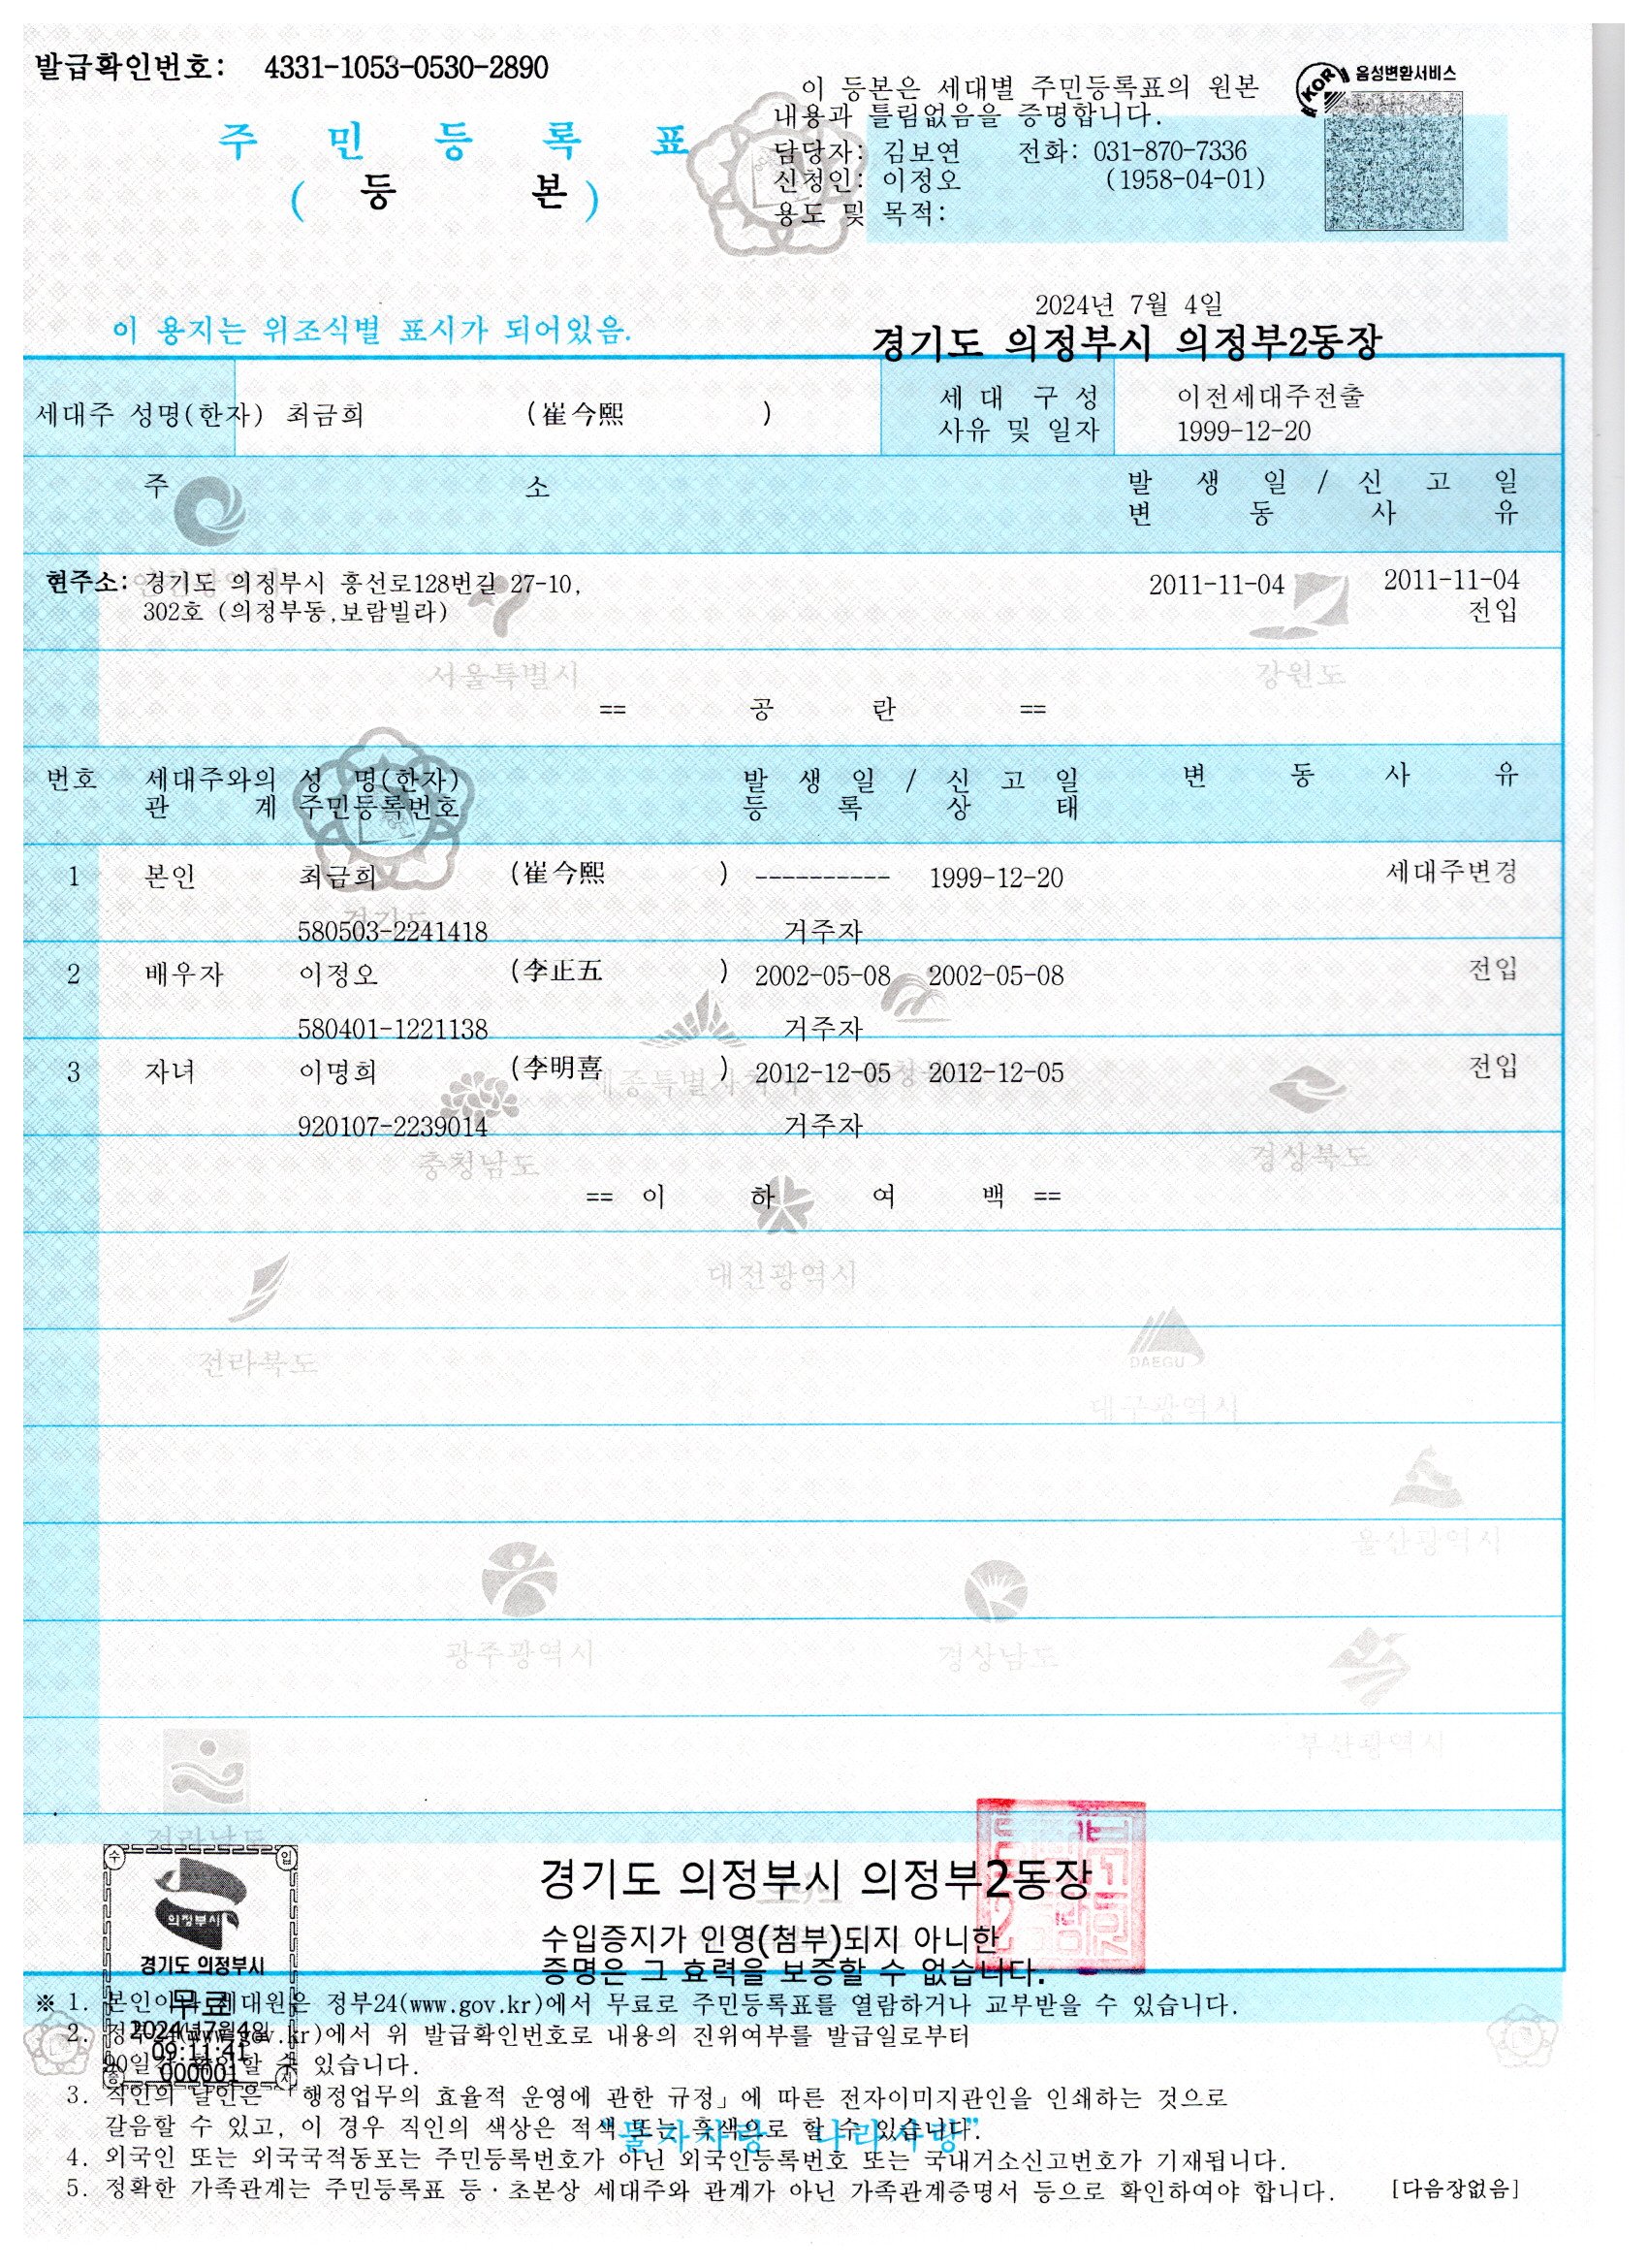 발급확인번호: 4331-1053-0530-2890
주 민 등 록 표
( 등 본 )
이 등본은 세대별 주민등록표의 원본
내용과 틀림없음을 증명합니다.
담당자: 김보연 전화: 031-870-7336
신청인: 이정오 (1958-04-01)
용도 및 목적:
음성변환서비스
이 용지는 위조식별 표시가 되어있음.
2024년 7월 4일
경기도 의정부시 의정부2동장
세대주 성명(한자) 최금희 (崔今熙 )
세 대 구 성
사유 및 일자
이전세대주전출
1999-12-20
주 소
발 생 일 / 신 고 일
변 동 사 유
현주소: 경기도 의정부시 흥선로128번길 27-10, 2011-11-04 2011-11-04
302호 (의정부동,보람빌라) 전입
서울특별시 강원도
== 공 란 ==
번호 세대주와의 성 명(한자) 발 생 일 / 신 고 일 변 동 사 유
관 계 주민등록번호 등 록 상 태
1 본인 최금희 (崔今熙 ) ---------- 1999-12-20 세대주변경
경기도
580503-2241418 거주자
2 배우자 이정오 (李正五 ) 2002-05-08 2002-05-08 전입
580401-1221138 거주자
3 자녀 이명희 (李明喜 ) 2012-12-05 2012-12-05 전입
920107-2239014 거주자
충청남도 경상북도
== 이 하 여 백 ==
대전광역시
전라북도
DAEGU
대구광역시
울산광역시
광주광역시 경상남도
부산광역시
전라남도
수 입
의정부시
경기도 의정부시
무료
2024년7월4일
09:11:41
000001
증 지
경기도 의정부시 의정부2동장
수입증지가 인영(첨부)되지 아니한
증명은 그 효력을 보증할 수 없습니다.
※ 1. 본인이나 세대원은 정부24(www.gov.kr)에서 무료로 주민등록표를 열람하거나 교부받을 수 있습니다.
2. 정부24(www.gov.kr)에서 위 발급확인번호로 내용의 진위여부를 발급일로부터
90일간 확인할 수 있습니다.
3. 직인의 날인은 「행정업무의 효율적 운영에 관한 규정」에 따른 전자이미지관인을 인쇄하는 것으로
갈음할 수 있고, 이 경우 직인의 색상은 적색 또는 흑색으로 할 수 있습니다.
"물자사랑 나라사랑"
4. 외국인 또는 외국국적동포는 주민등록번호가 아닌 외국인등록번호 또는 국내거소신고번호가 기재됩니다.
5. 정확한 가족관계는 주민등록표 등·초본상 세대주와 관계가 아닌 가족관계증명서 등으로 확인하여야 합니다. [다음장없음]